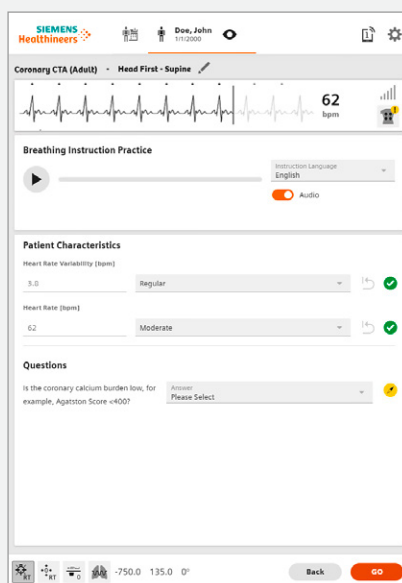 SIEMENS
Healthineers
Doe, John
1/1/2000
Coronary CTA (Adult) - Head First - Supine
62
bpm
Breathing Instruction Practice
Instruction Language
English
Audio
Patient Characteristics
Heart Rate Variability [bpm]
3.0 Regular
Heart Rate [bpm]
62 Moderate
Questions
Is the coronary calcium burden low, for
example, Agatston Score <400?
Answer
Please Select
RT RT 0 -750.0 135.0 0° Back GO